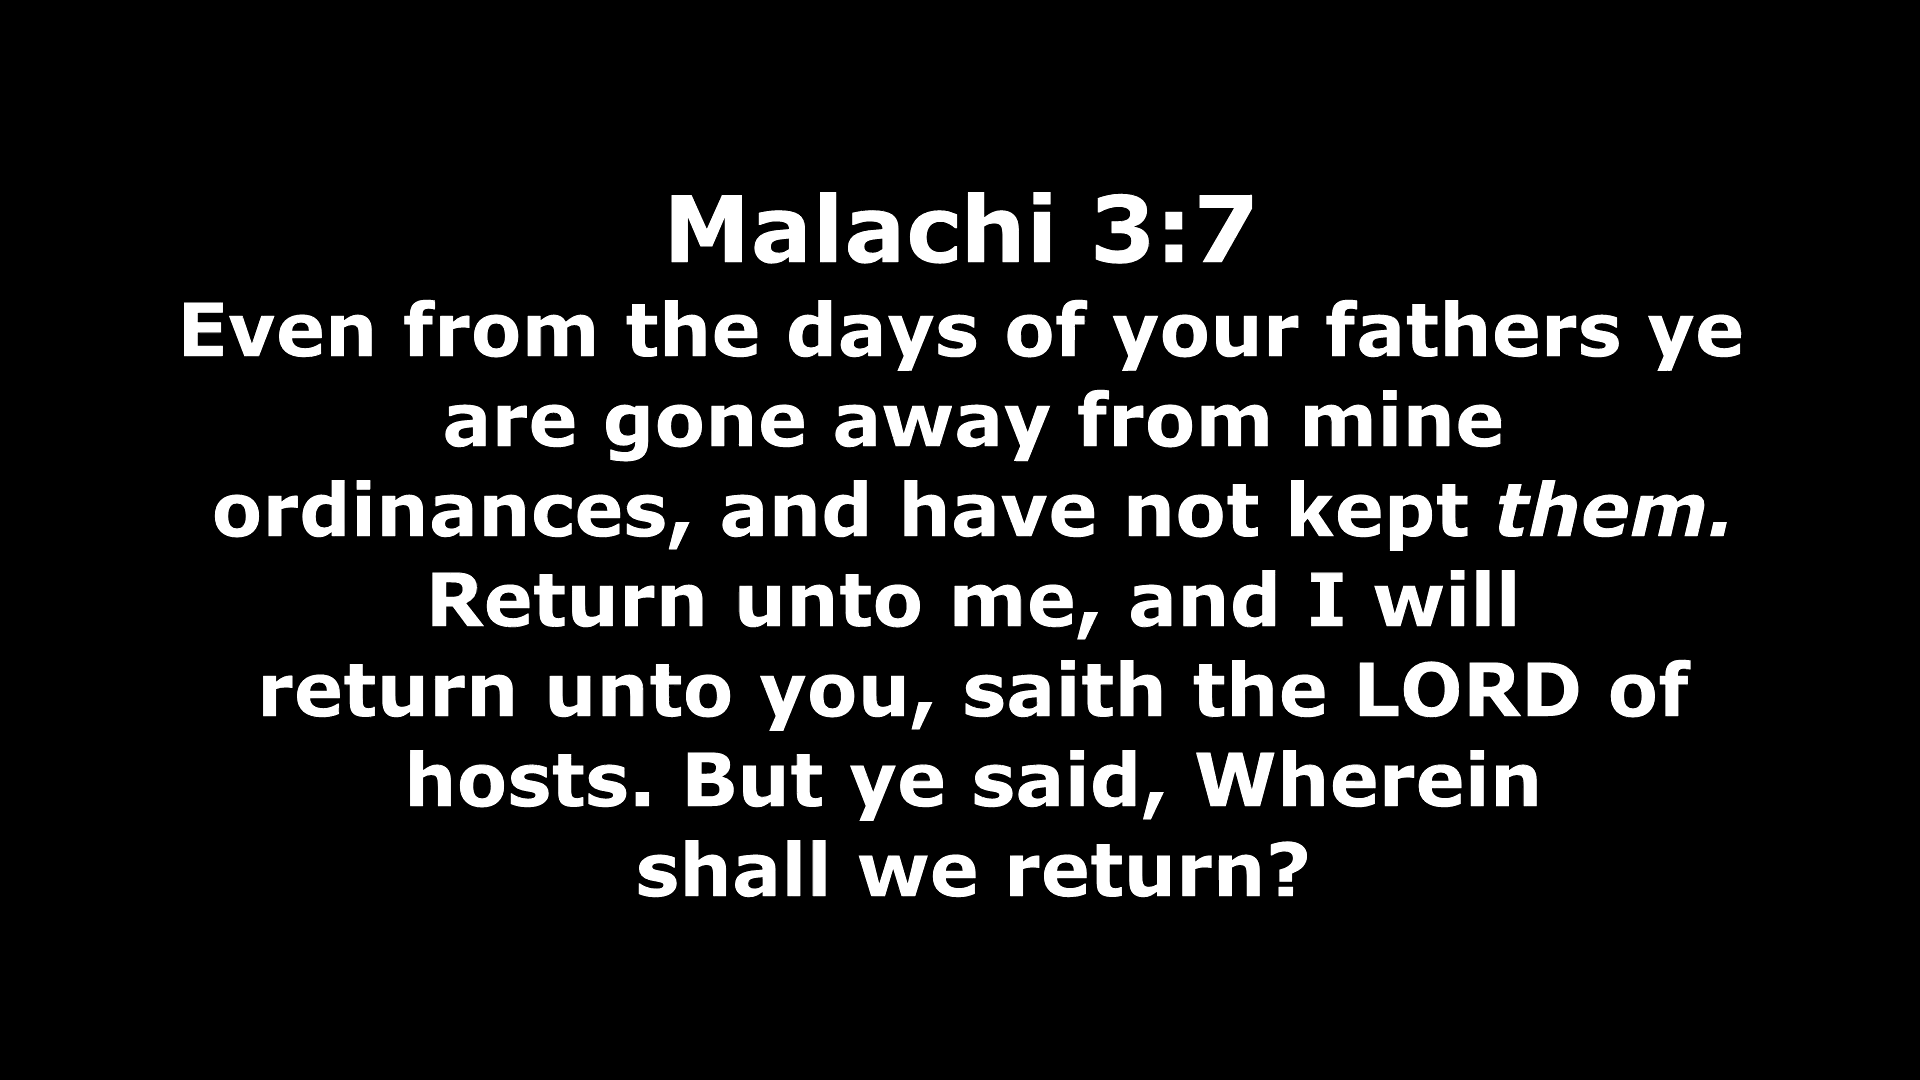 Malachi 3:7
Even from the days of your fathers ye
are gone away from mine
ordinances, and have not kept them.
Return unto me, and I will
return unto you, saith the LORD of
hosts. But ye said, Wherein
shall we return?